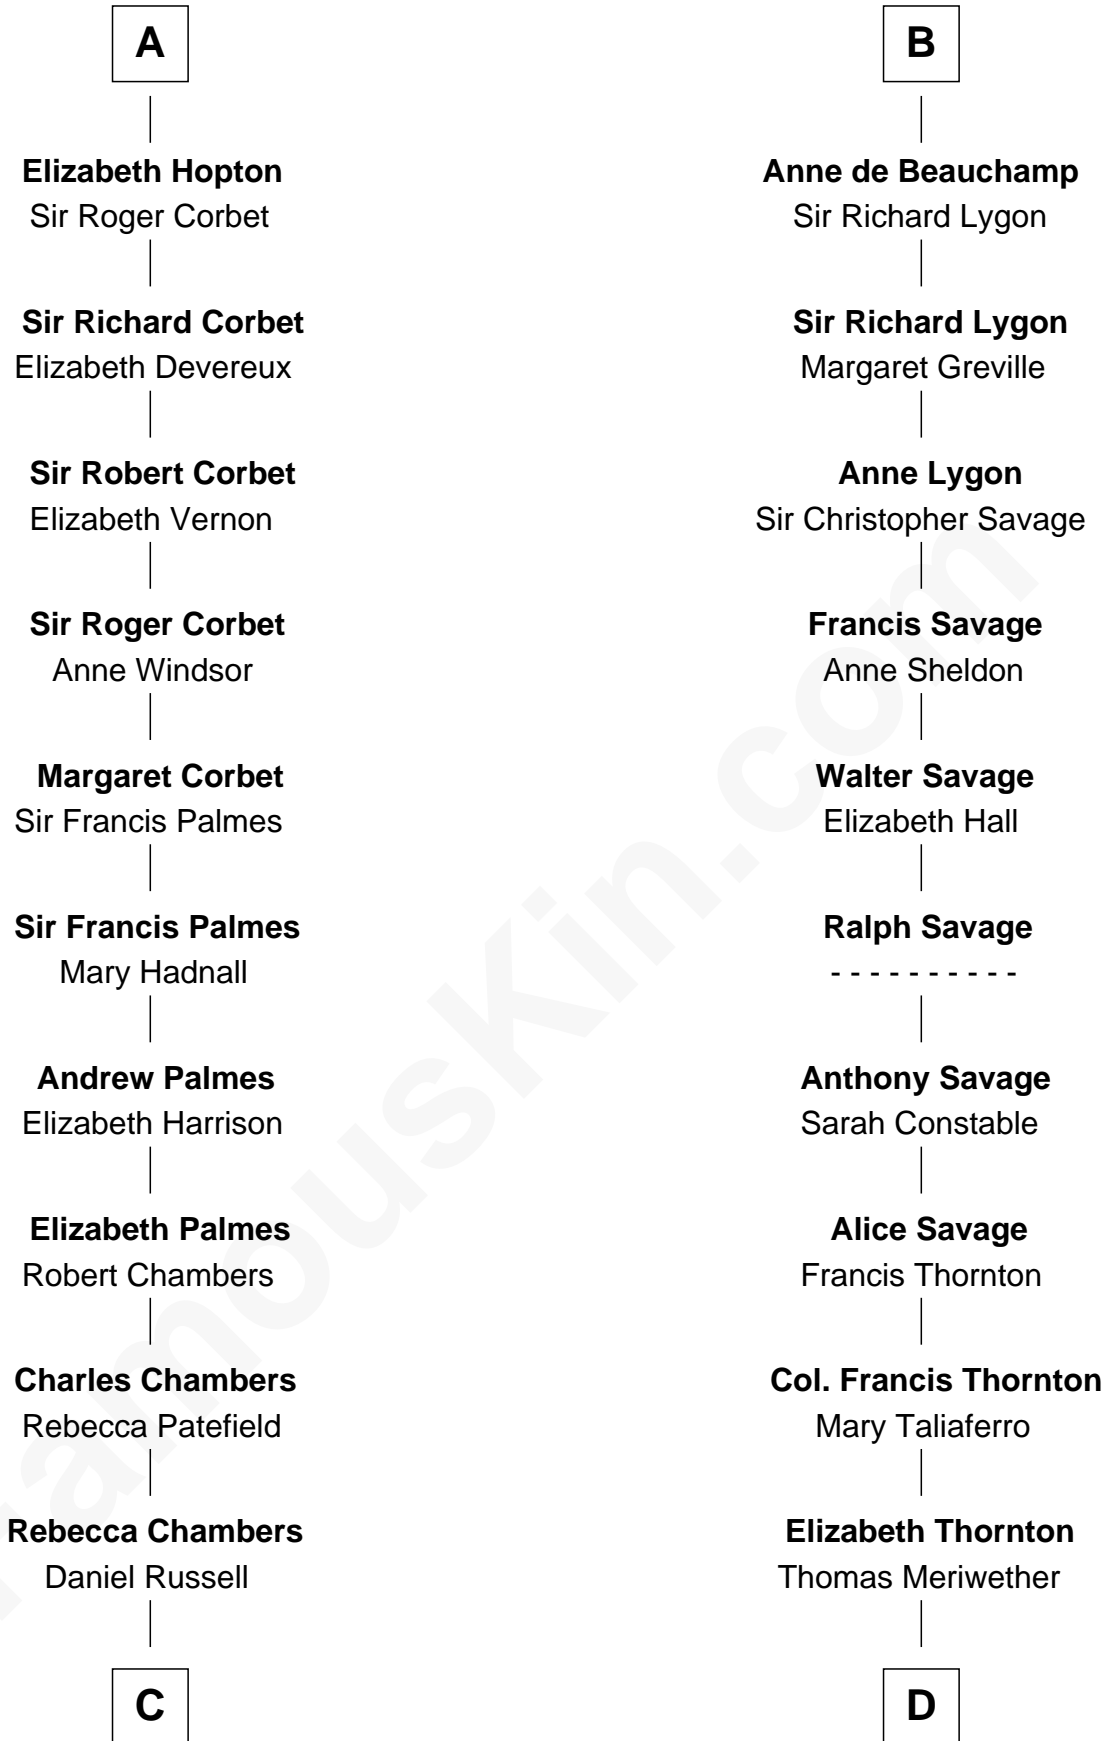 A
Elizabeth Hopton
Sir Roger Corbet
Sir Richard Corbet
Elizabeth Devereux
Sir Robert Corbet
Elizabeth Vernon
Sir Roger Corbet
Anne Windsor
Margaret Corbet
Sir Francis Palmes
Sir Francis Palmes
Mary Hadnall
Andrew Palmes
Elizabeth Harrison
Elizabeth Palmes
Robert Chambers
Charles Chambers
Rebecca Patefield
Rebecca Chambers
Daniel Russell
C
B
Anne de Beauchamp
Sir Richard Lygon
Sir Richard Lygon
Margaret Greville
Anne Lygon
Sir Christopher Savage
Francis Savage
Anne Sheldon
Walter Savage
Elizabeth Hall
Ralph Savage
- - - - - - - - - -
Anthony Savage
Sarah Constable
Alice Savage
Francis Thornton
Col. Francis Thornton
Mary Taliaferro
Elizabeth Thornton
Thomas Meriwether
D
FamousKin.com